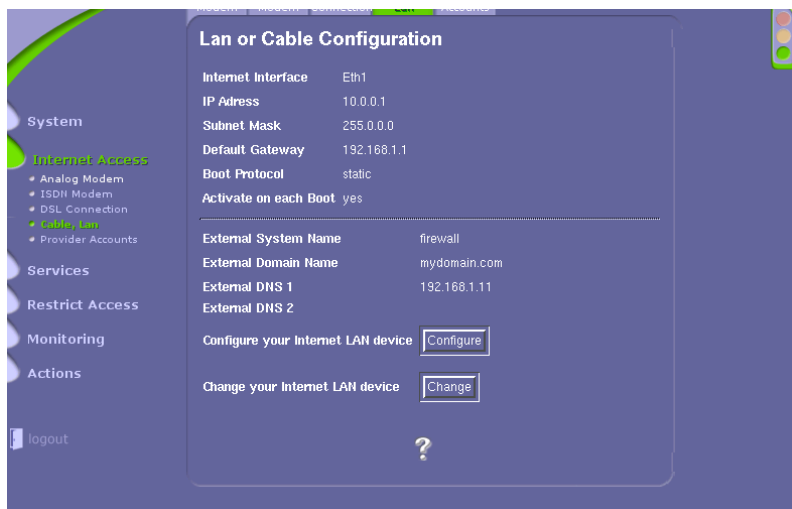 Lan or Cable Configuration
Internet Interface Eth1
IP Adress 10.0.0.1
Subnet Mask 255.0.0.0
Default Gateway 192.168.1.1
Boot Protocol static
Activate on each Boot yes
External System Name firewall
External Domain Name mydomain.com
External DNS 1 192.168.1.11
External DNS 2
Configure your Internet LAN device Configure
Change your Internet LAN device Change
?
System
Internet Access
Analog Modem
ISDN Modem
DSL Connection
Cable, Lan
Provider Accounts
Services
Restrict Access
Monitoring
Actions
logout